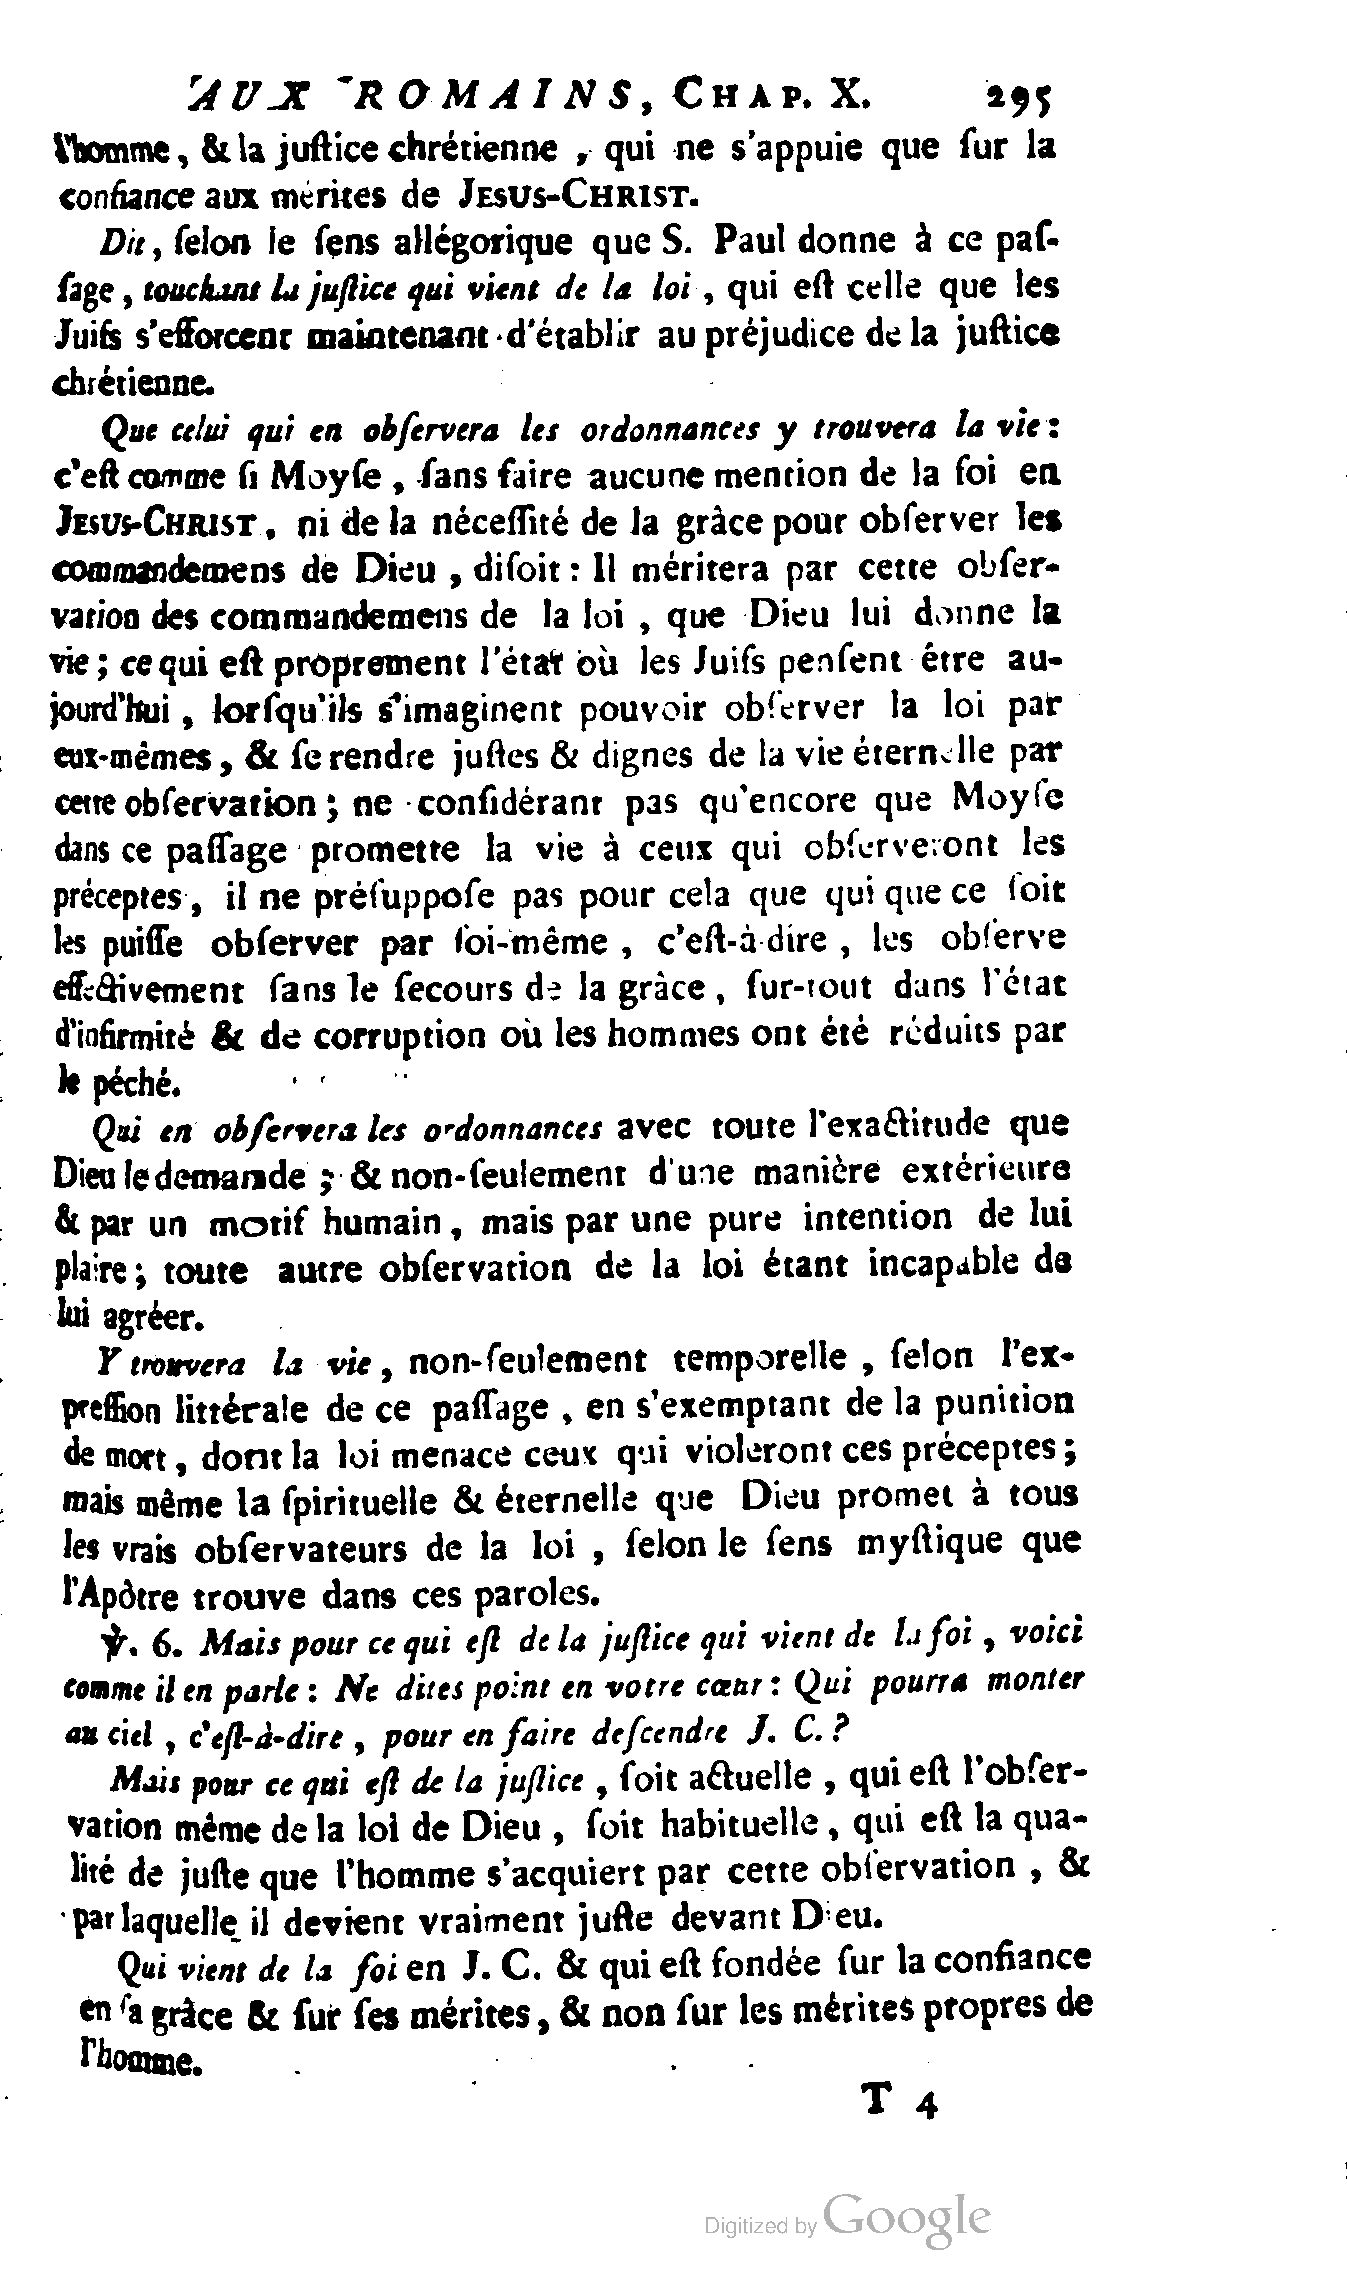 AUX ROMAINS, CHAP. X. 295
l'homme, & la juſtice chrétienne, qui ne s'appuie que ſur la
confiance aux mérites de JESUS-CHRIST.
Dit, ſelon le ſens allégorique que S. Paul donne à ce paſ-
ſage, touchant la juſtice qui vient de la loi, qui eſt celle que les
Juifs s'efforcent maintenant d'établir au préjudice de la juſtice
chrétienne.
Que celui qui en obſervera les ordonnances y trouvera la vie:
c'eſt comme ſi Moyſe, ſans faire aucune mention de la foi en
JESUS-CHRIST, ni de la néceſſité de la grâce pour obſerver les
commandemens de Dieu, diſoit: Il méritera par cette obſer-
vation des commandemens de la loi, que Dieu lui donne la
vie; ce qui eſt proprement l'état où les Juifs penſent être au-
jourd'hui, lorſqu'ils s'imaginent pouvoir obſerver la loi par
eux-mêmes, & ſe rendre juſtes & dignes de la vie éternelle par
cette obſervation; ne conſidérant pas qu'encore que Moyſe
dans ce paſſage promette la vie à ceux qui obſerveront les
préceptes, il ne préſuppoſe pas pour cela que qui que ce ſoit
les puiſſe obſerver par ſoi-même, c'eſt-à-dire, les obſerve
effectivement ſans le ſecours de la grâce, ſur-tout dans l'état
d'infirmité & de corruption où les hommes ont été réduits par
le péché.
Qui en obſervera les ordonnances avec toute l'exactitude que
Dieu le demande; & non-ſeulement d'une manière extérieure
& par un motif humain, mais par une pure intention de lui
plaire; toute autre obſervation de la loi étant incapable de
lui agréer.
Y trouvera la vie, non-ſeulement temporelle, ſelon l'ex-
preſſion littérale de ce paſſage, en s'exemptant de la punition
de mort, dont la loi menace ceux qui violeront ces préceptes;
mais même la ſpirituelle & éternelle que Dieu promet à tous
les vrais obſervateurs de la loi, ſelon le ſens myſtique que
l'Apôtre trouve dans ces paroles.
℣. 6. Mais pour ce qui eſt de la juſtice qui vient de la foi, voici
comme il en parle: Ne dites point en votre cœur: Qui pourra monter
au ciel, c'eſt-à-dire, pour en faire deſcendre J. C.?
Mais pour ce qui eſt de la juſtice, ſoit actuelle, qui eſt l'obſer-
vation même de la loi de Dieu, ſoit habituelle, qui eſt la qua-
lité de juſte que l'homme s'acquiert par cette obſervation, &
par laquelle il devient vraiment juſte devant Dieu.
Qui vient de la foi en J. C. & qui eſt fondée ſur la confiance
en ſa grâce & ſur ſes mérites, & non ſur les mérites propres de
l'homme.
T 4
Digitized by Google